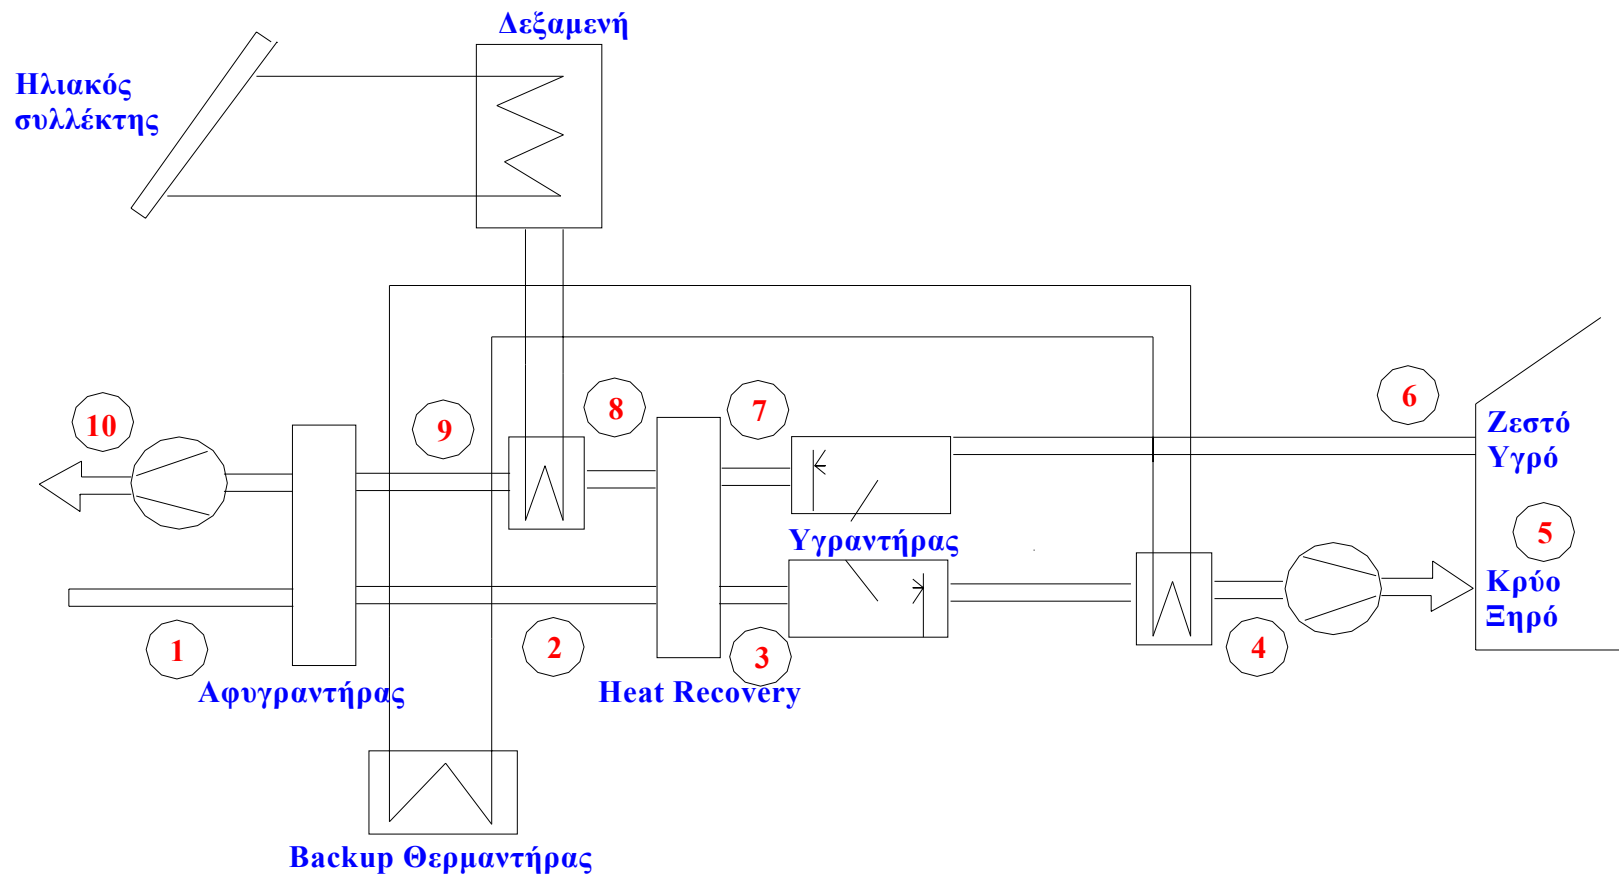 Δεξαμενή
Ηλιακός
συλλέκτης
10
9
8
7
6
Ζεστό
Υγρό
5
Υγραντήρας
Κρύο
Ξηρό
1
2
3
4
Αφυγραντήρας
Heat Recovery
Backup Θερμαντήρας